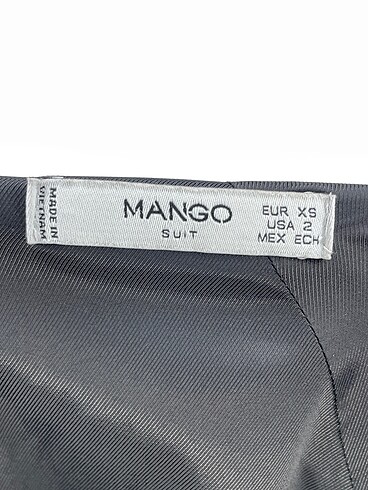 MADE IN
VIETNAM
MANGO
SUIT
EUR XS
USA 2
MEX ECH